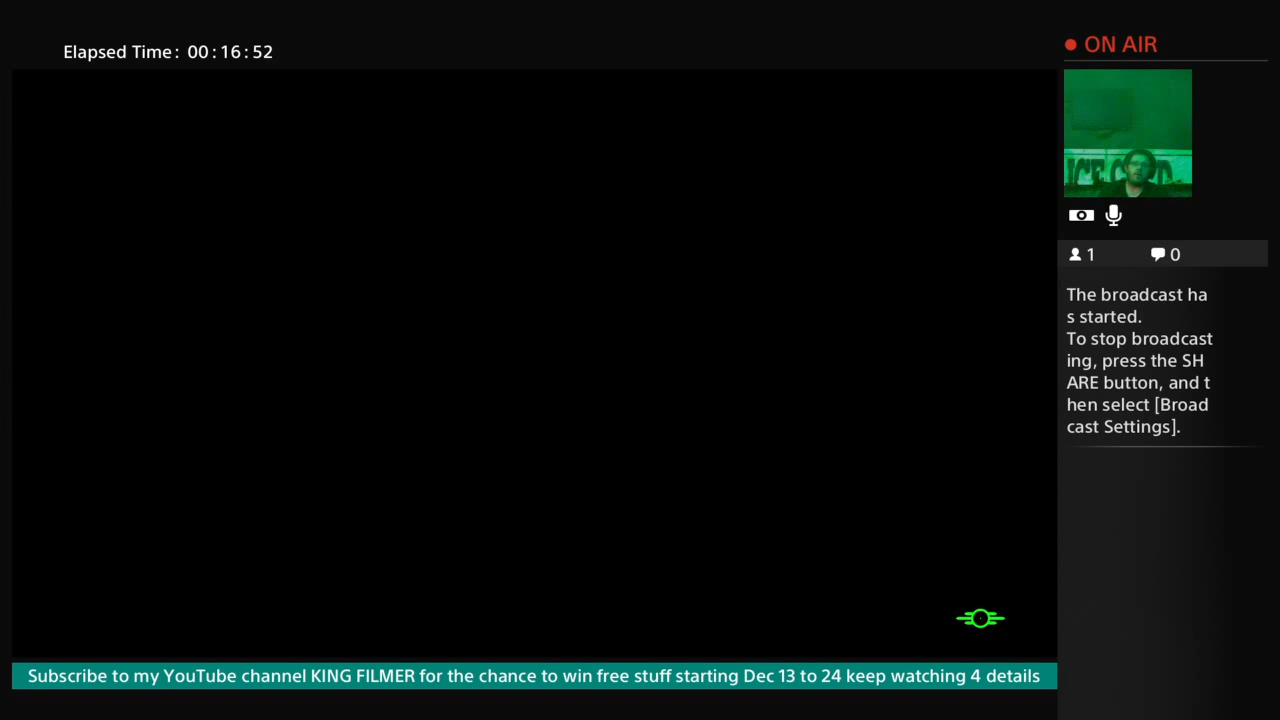 Elapsed Time: 00:16:52
ON AIR
1 0
The broadcast ha
s started.
To stop broadcast
ing, press the SH
ARE button, and t
hen select [Broad
cast Settings].
Subscribe to my YouTube channel KING FILMER for the chance to win free stuff starting Dec 13 to 24 keep watching 4 details